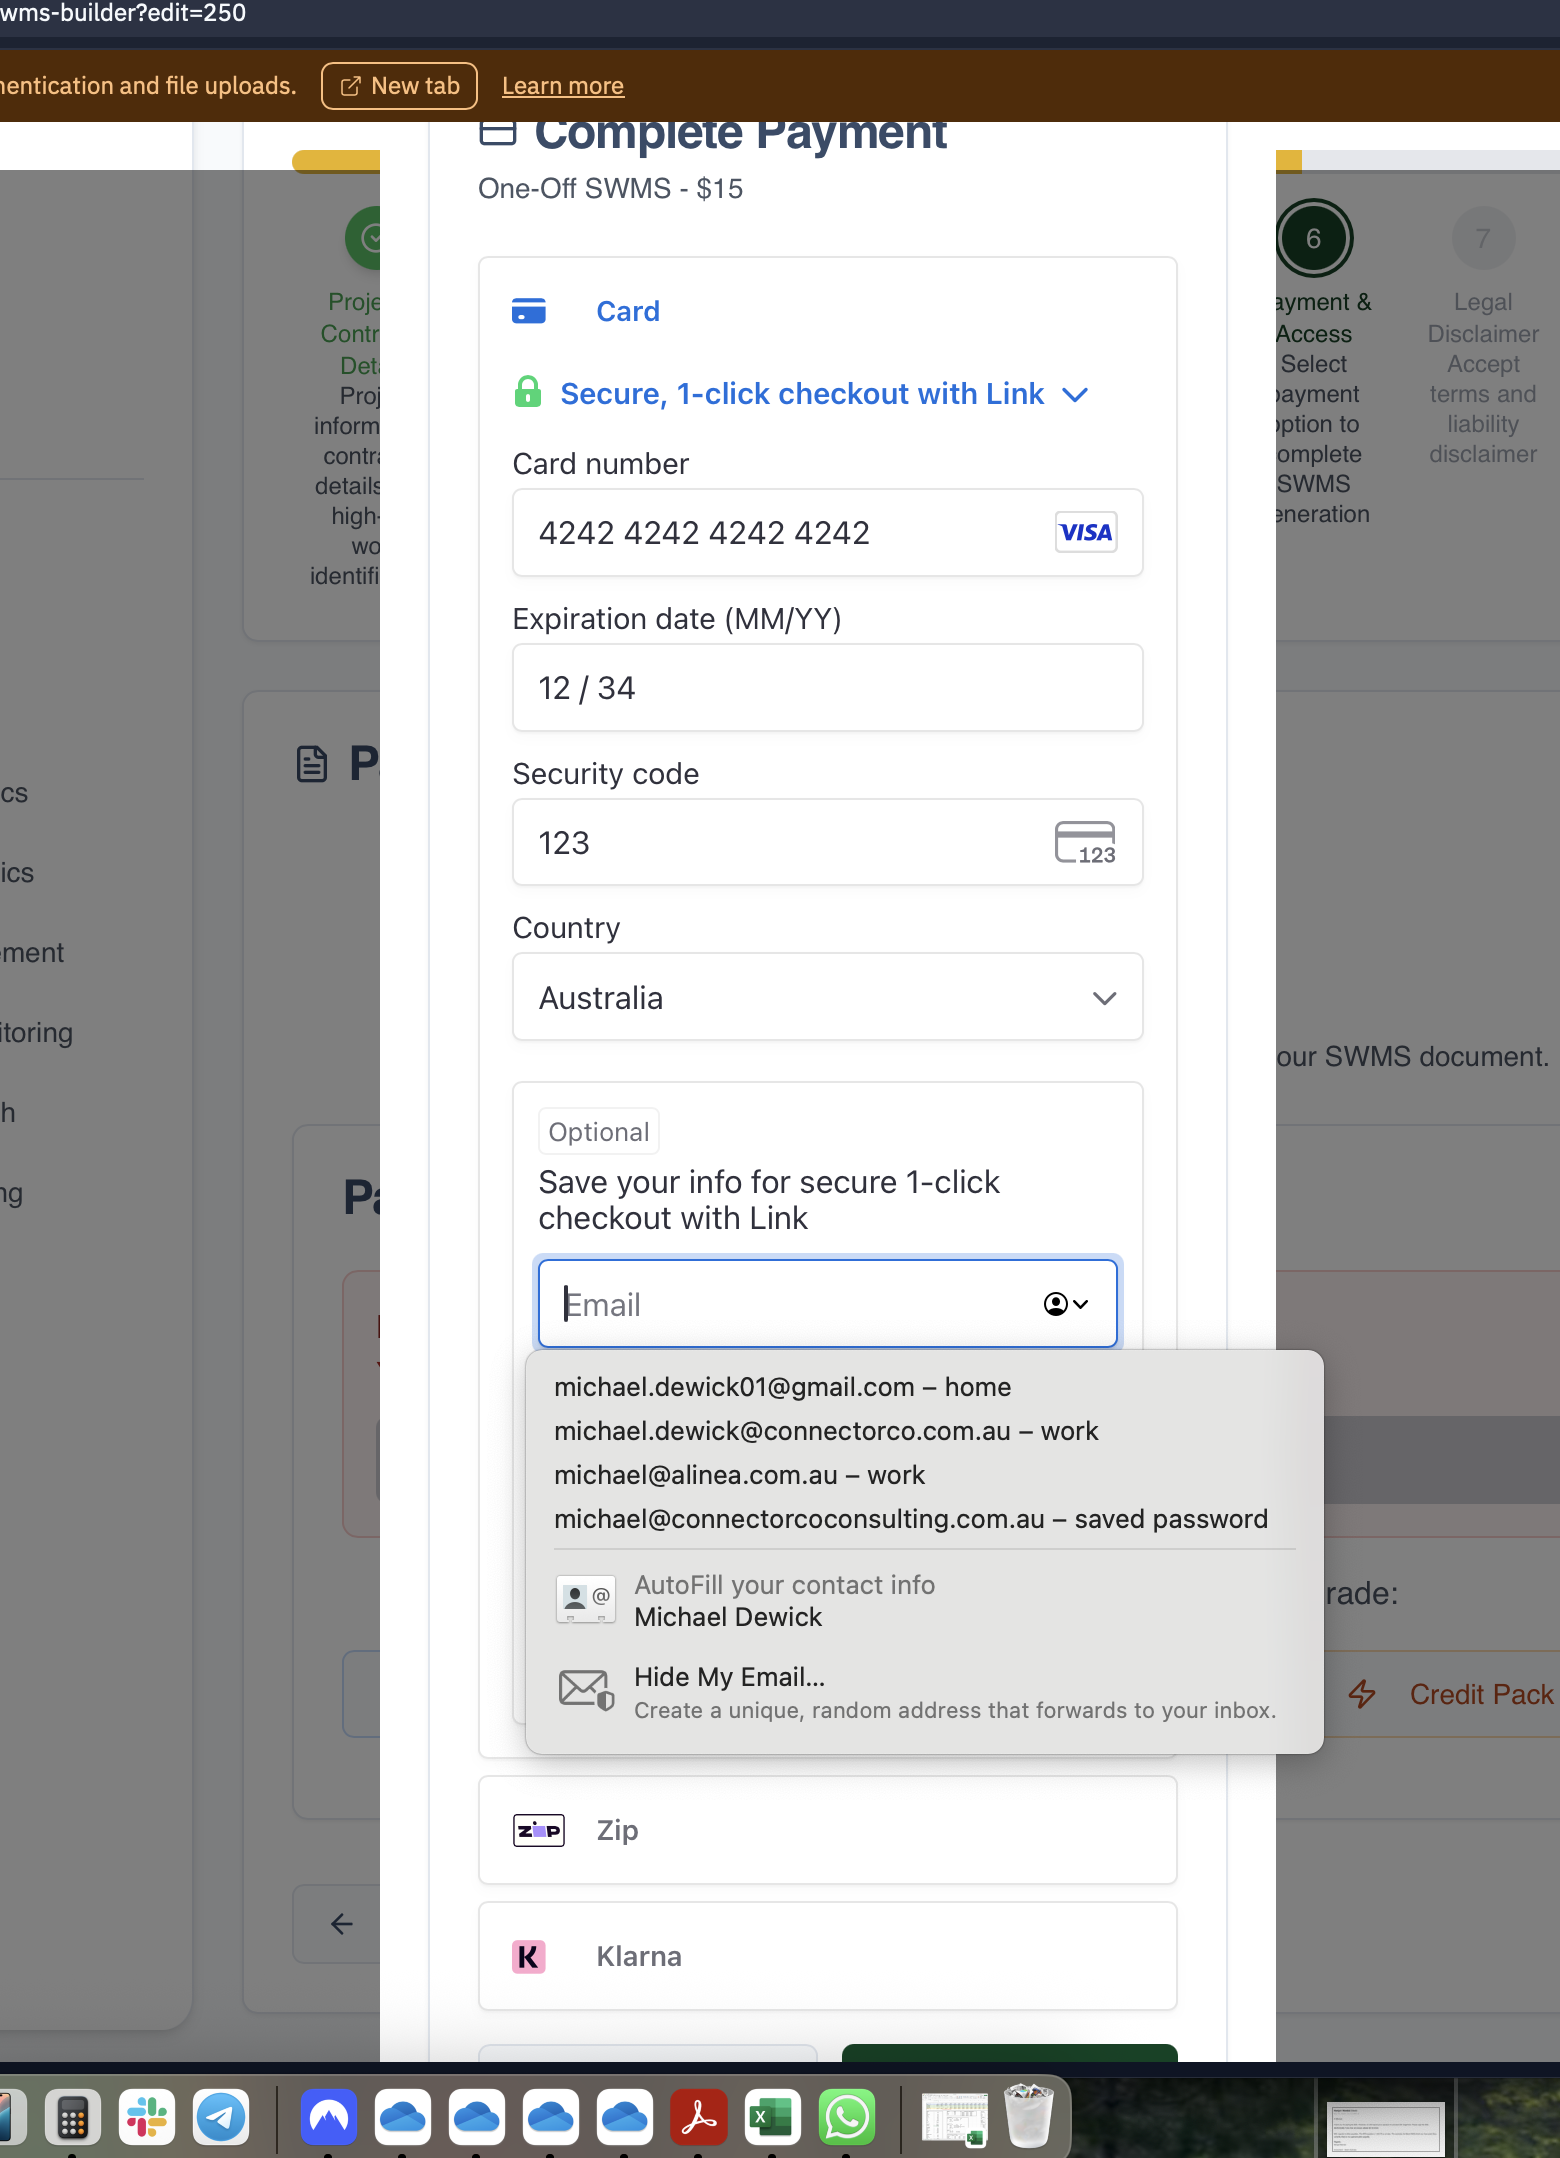 wms-builder?edit=250
nentication and file uploads.
New tab
Learn more
Complete Payment
One-Off SWMS - $15
Card
Secure, 1-click checkout with Link
Card number
4242 4242 4242 4242
VISA
Expiration date (MM/YY)
12 / 34
Security code
123
123
Country
Australia
Optional
Save your info for secure 1-click
checkout with Link
Email
michael.dewick01@gmail.com – home
michael.dewick@connectorco.com.au – work
michael@alinea.com.au – work
michael@connectorcoconsulting.com.au – saved password
AutoFill your contact info
Michael Dewick
Hide My Email...
Create a unique, random address that forwards to your inbox.
zip
Zip
K
Klarna
Proje
Contr
Deta
Proj
inform
contra
details
high-
wo
identifi
6
ayment &
Access
Select
payment
option to
omplete
SWMS
eneration
7
Legal
Disclaimer
Accept
terms and
liability
disclaimer
cs
ics
ement
itoring
h
ng
P
our SWMS document.
Pa
rade:
Credit Pack